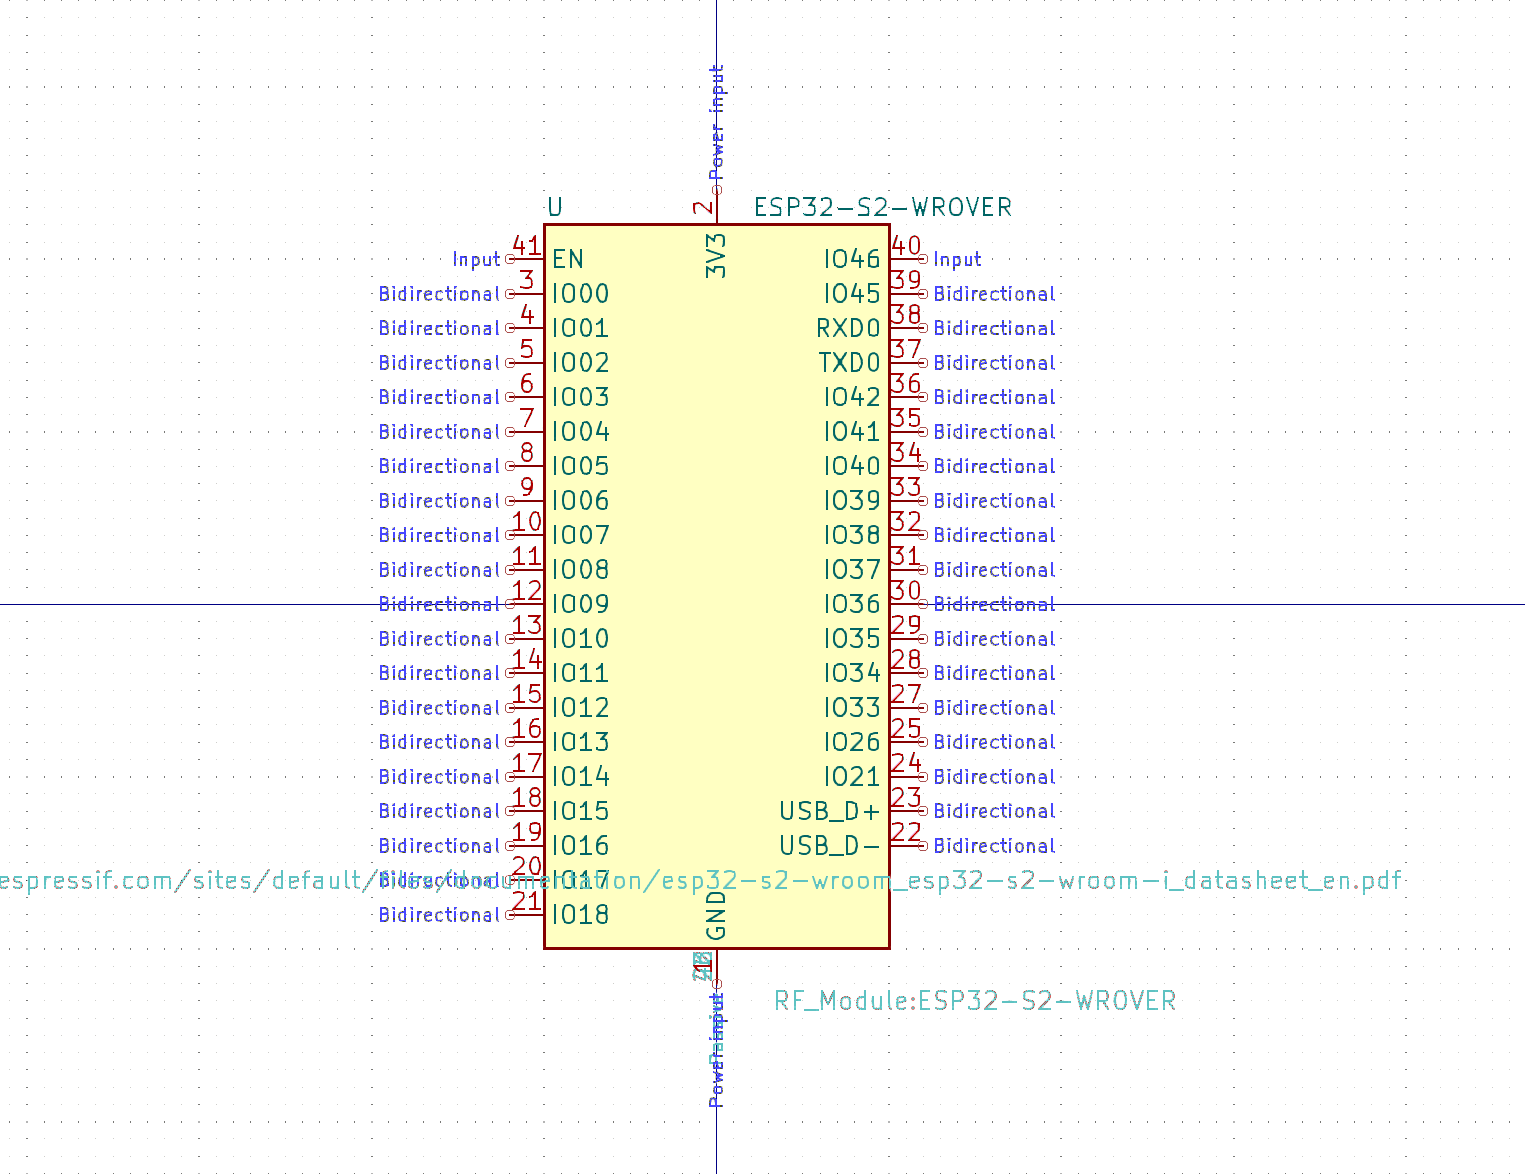 Power input
2
U ESP32-S2-WROVER
3V3
Input 41 EN IO46 40 Input
Bidirectional 3 IO00 IO45 39 Bidirectional
Bidirectional 4 IO01 RXD0 38 Bidirectional
Bidirectional 5 IO02 TXD0 37 Bidirectional
Bidirectional 6 IO03 IO42 36 Bidirectional
Bidirectional 7 IO04 IO41 35 Bidirectional
Bidirectional 8 IO05 IO40 34 Bidirectional
Bidirectional 9 IO06 IO39 33 Bidirectional
Bidirectional 10 IO07 IO38 32 Bidirectional
Bidirectional 11 IO08 IO37 31 Bidirectional
Bidirectional 12 IO09 IO36 30 Bidirectional
Bidirectional 13 IO10 IO35 29 Bidirectional
Bidirectional 14 IO11 IO34 28 Bidirectional
Bidirectional 15 IO12 IO33 27 Bidirectional
Bidirectional 16 IO13 IO26 25 Bidirectional
Bidirectional 17 IO14 IO21 24 Bidirectional
Bidirectional 18 IO15 USB_D+ 23 Bidirectional
Bidirectional 19 IO16 USB_D- 22 Bidirectional
Bidirectional 20 IO17
espressif.com/sites/default/files/documentation/esp32-s2-wroom_esp32-s2-wroom-i_datasheet_en.pdf
Bidirectional 21 IO18
GND
1
RF_Module:ESP32-S2-WROVER
Power input